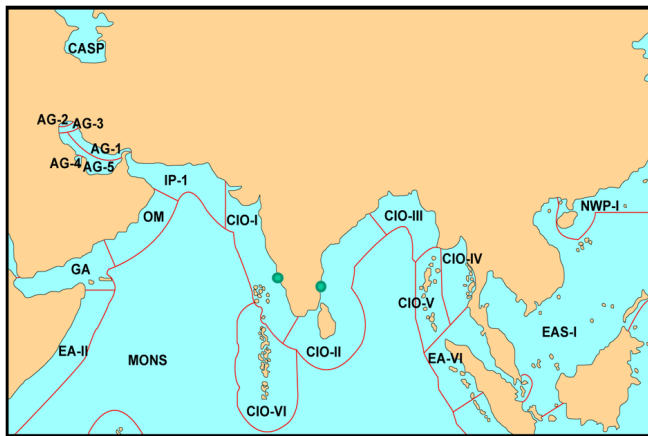 CASP
AG-2
AG-3
AG-1
AG-4
AG-5
IP-1
NWP-I
OM
CIO-I
CIO-III
GA
CIO-IV
CIO-V
EAS-I
EA-II
MONS
CIO-II
EA-VI
CIO-VI